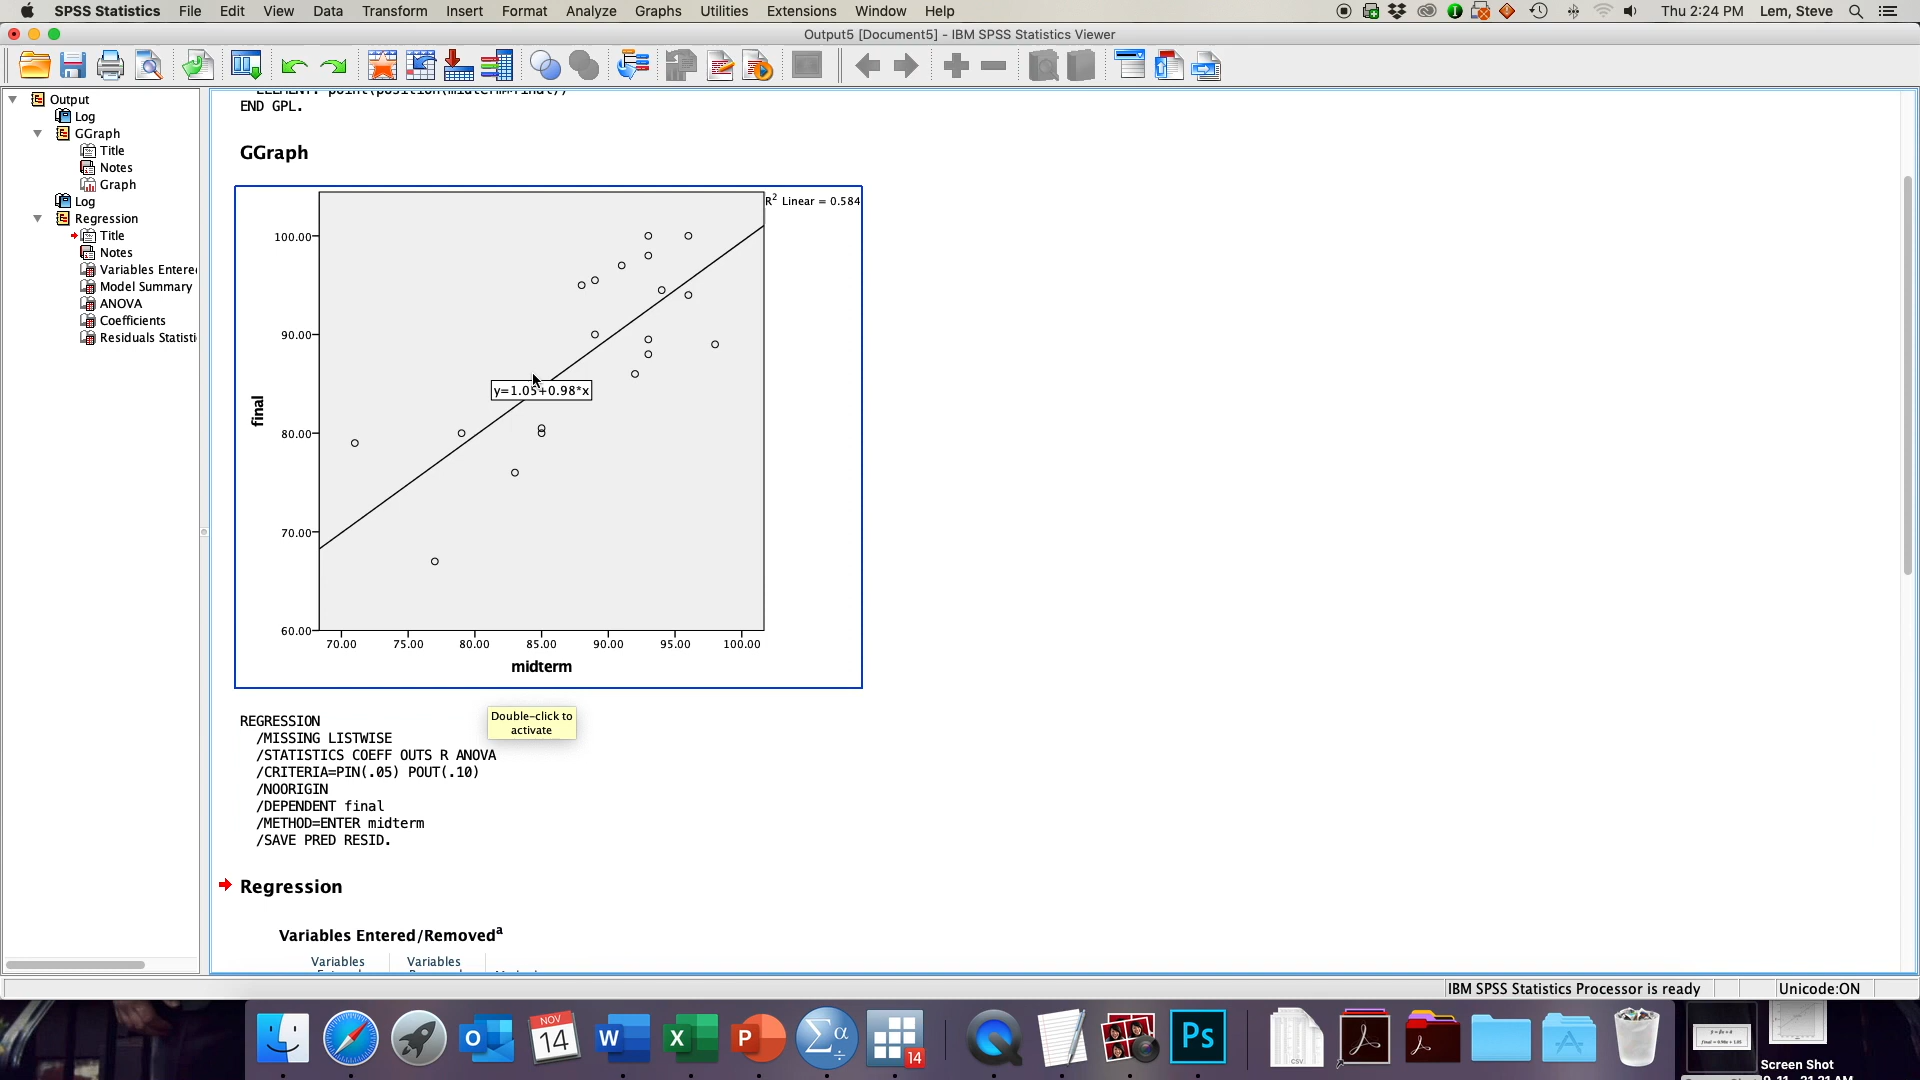 SPSS Statistics File Edit View Data Transform Insert Format Analyze Graphs Utilities Extensions Window Help
Thu 2:24 PM Lem, Steve
Output5 [Document5] - IBM SPSS Statistics Viewer
Output
Log
GGraph
Title
Notes
Graph
Log
Regression
Title
Notes
Variables Entere
Model Summary
ANOVA
Coefficients
Residuals Statisti
END GPL.
GGraph
R² Linear = 0.584
100.00
90.00
80.00
70.00
60.00
final
y=1.05+0.98*x
70.00 75.00 80.00 85.00 90.00 95.00 100.00
midterm
Double-click to
activate
REGRESSION
/MISSING LISTWISE
/STATISTICS COEFF OUTS R ANOVA
/CRITERIA=PIN(.05) POUT(.10)
/NOORIGIN
/DEPENDENT final
/METHOD=ENTER midterm
/SAVE PRED RESID.
Regression
Variables Entered/Removedᵃ
Variables Variables
IBM SPSS Statistics Processor is ready Unicode:ON
NOV
14
W
X
P
Σα
14
Ps
CSV
Screen Shot